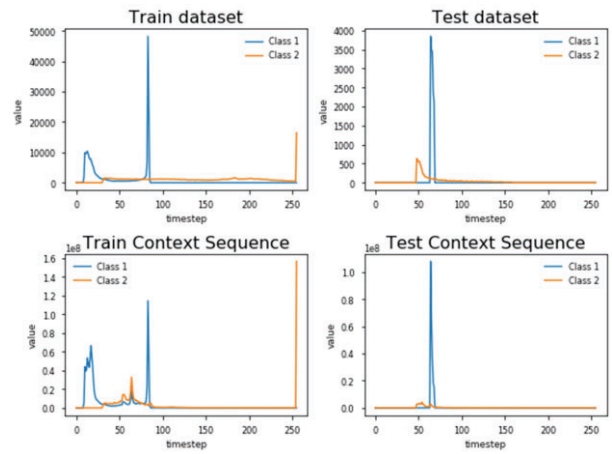 Train dataset
50000
40000
30000
20000
10000
0
value
Class 1
Class 2
0 50 100 150 200 250
timestep
Test dataset
4000
3500
3000
2500
2000
1500
1000
500
0
value
Class 1
Class 2
0 50 100 150 200 250
timestep
Train Context Sequence
1e8
1.6
1.4
1.2
1.0
0.8
0.6
0.4
0.2
0.0
value
Class 1
Class 2
0 50 100 150 200 250
timestep
Test Context Sequence
1e8
1.0
0.8
0.6
0.4
0.2
0.0
value
Class 1
Class 2
0 50 100 150 200 250
timestep